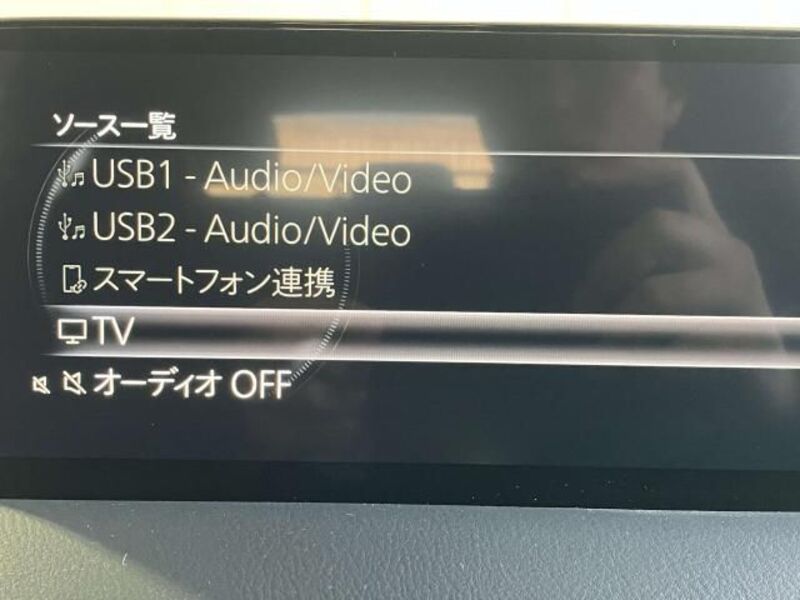 ソース一覧
USB1 - Audio/Video
USB2 - Audio/Video
スマートフォン連携
TV
オーディオ OFF